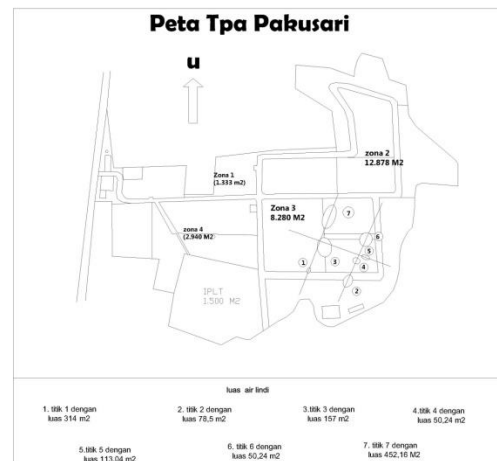 Peta Tpa Pakusari
u
zona 2
12.878 M2
Zona 1
(1.333 m2)
Zona 3
8.280 M2
7
zona 4
(2.940 M2
6
5
1
3
4
2
IPLT
1.500 M2
luas air lindi
1. titik 1 dengan
luas 314 m2
2. titik 2 dengan
luas 78,5 m2
3.titik 3 dengan
luas 157 m2
4.titik 4 dengan
luas 50,24 m2
5.titik 5 dengan
luas 113,04 m2
6. titik 6 dengan
luas 50,24 m2
7. titik 7 dengan
luas 452,16 M2